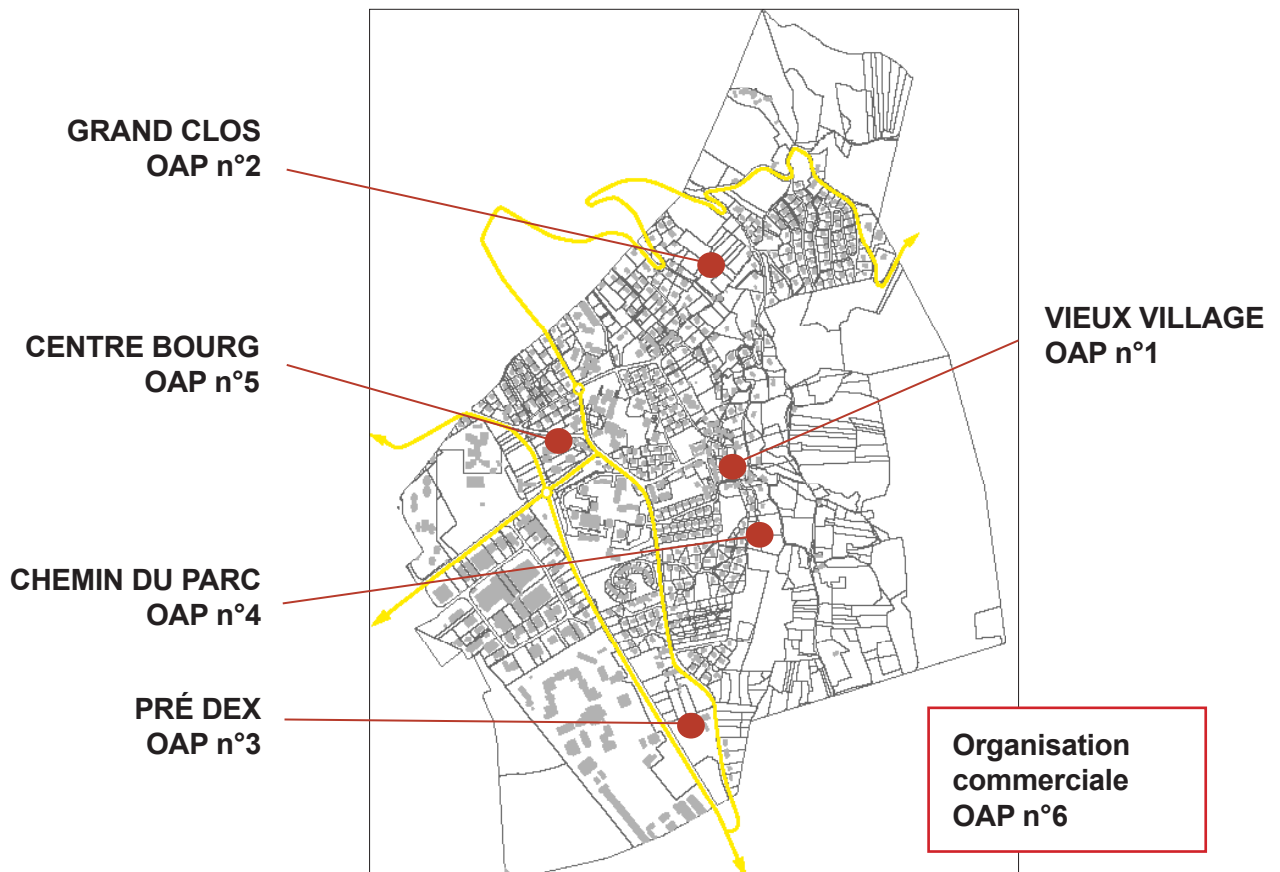 GRAND CLOS
OAP n°2
CENTRE BOURG
OAP n°5
CHEMIN DU PARC
OAP n°4
PRÉ DEX
OAP n°3
VIEUX VILLAGE
OAP n°1
Organisation
commerciale
OAP n°6